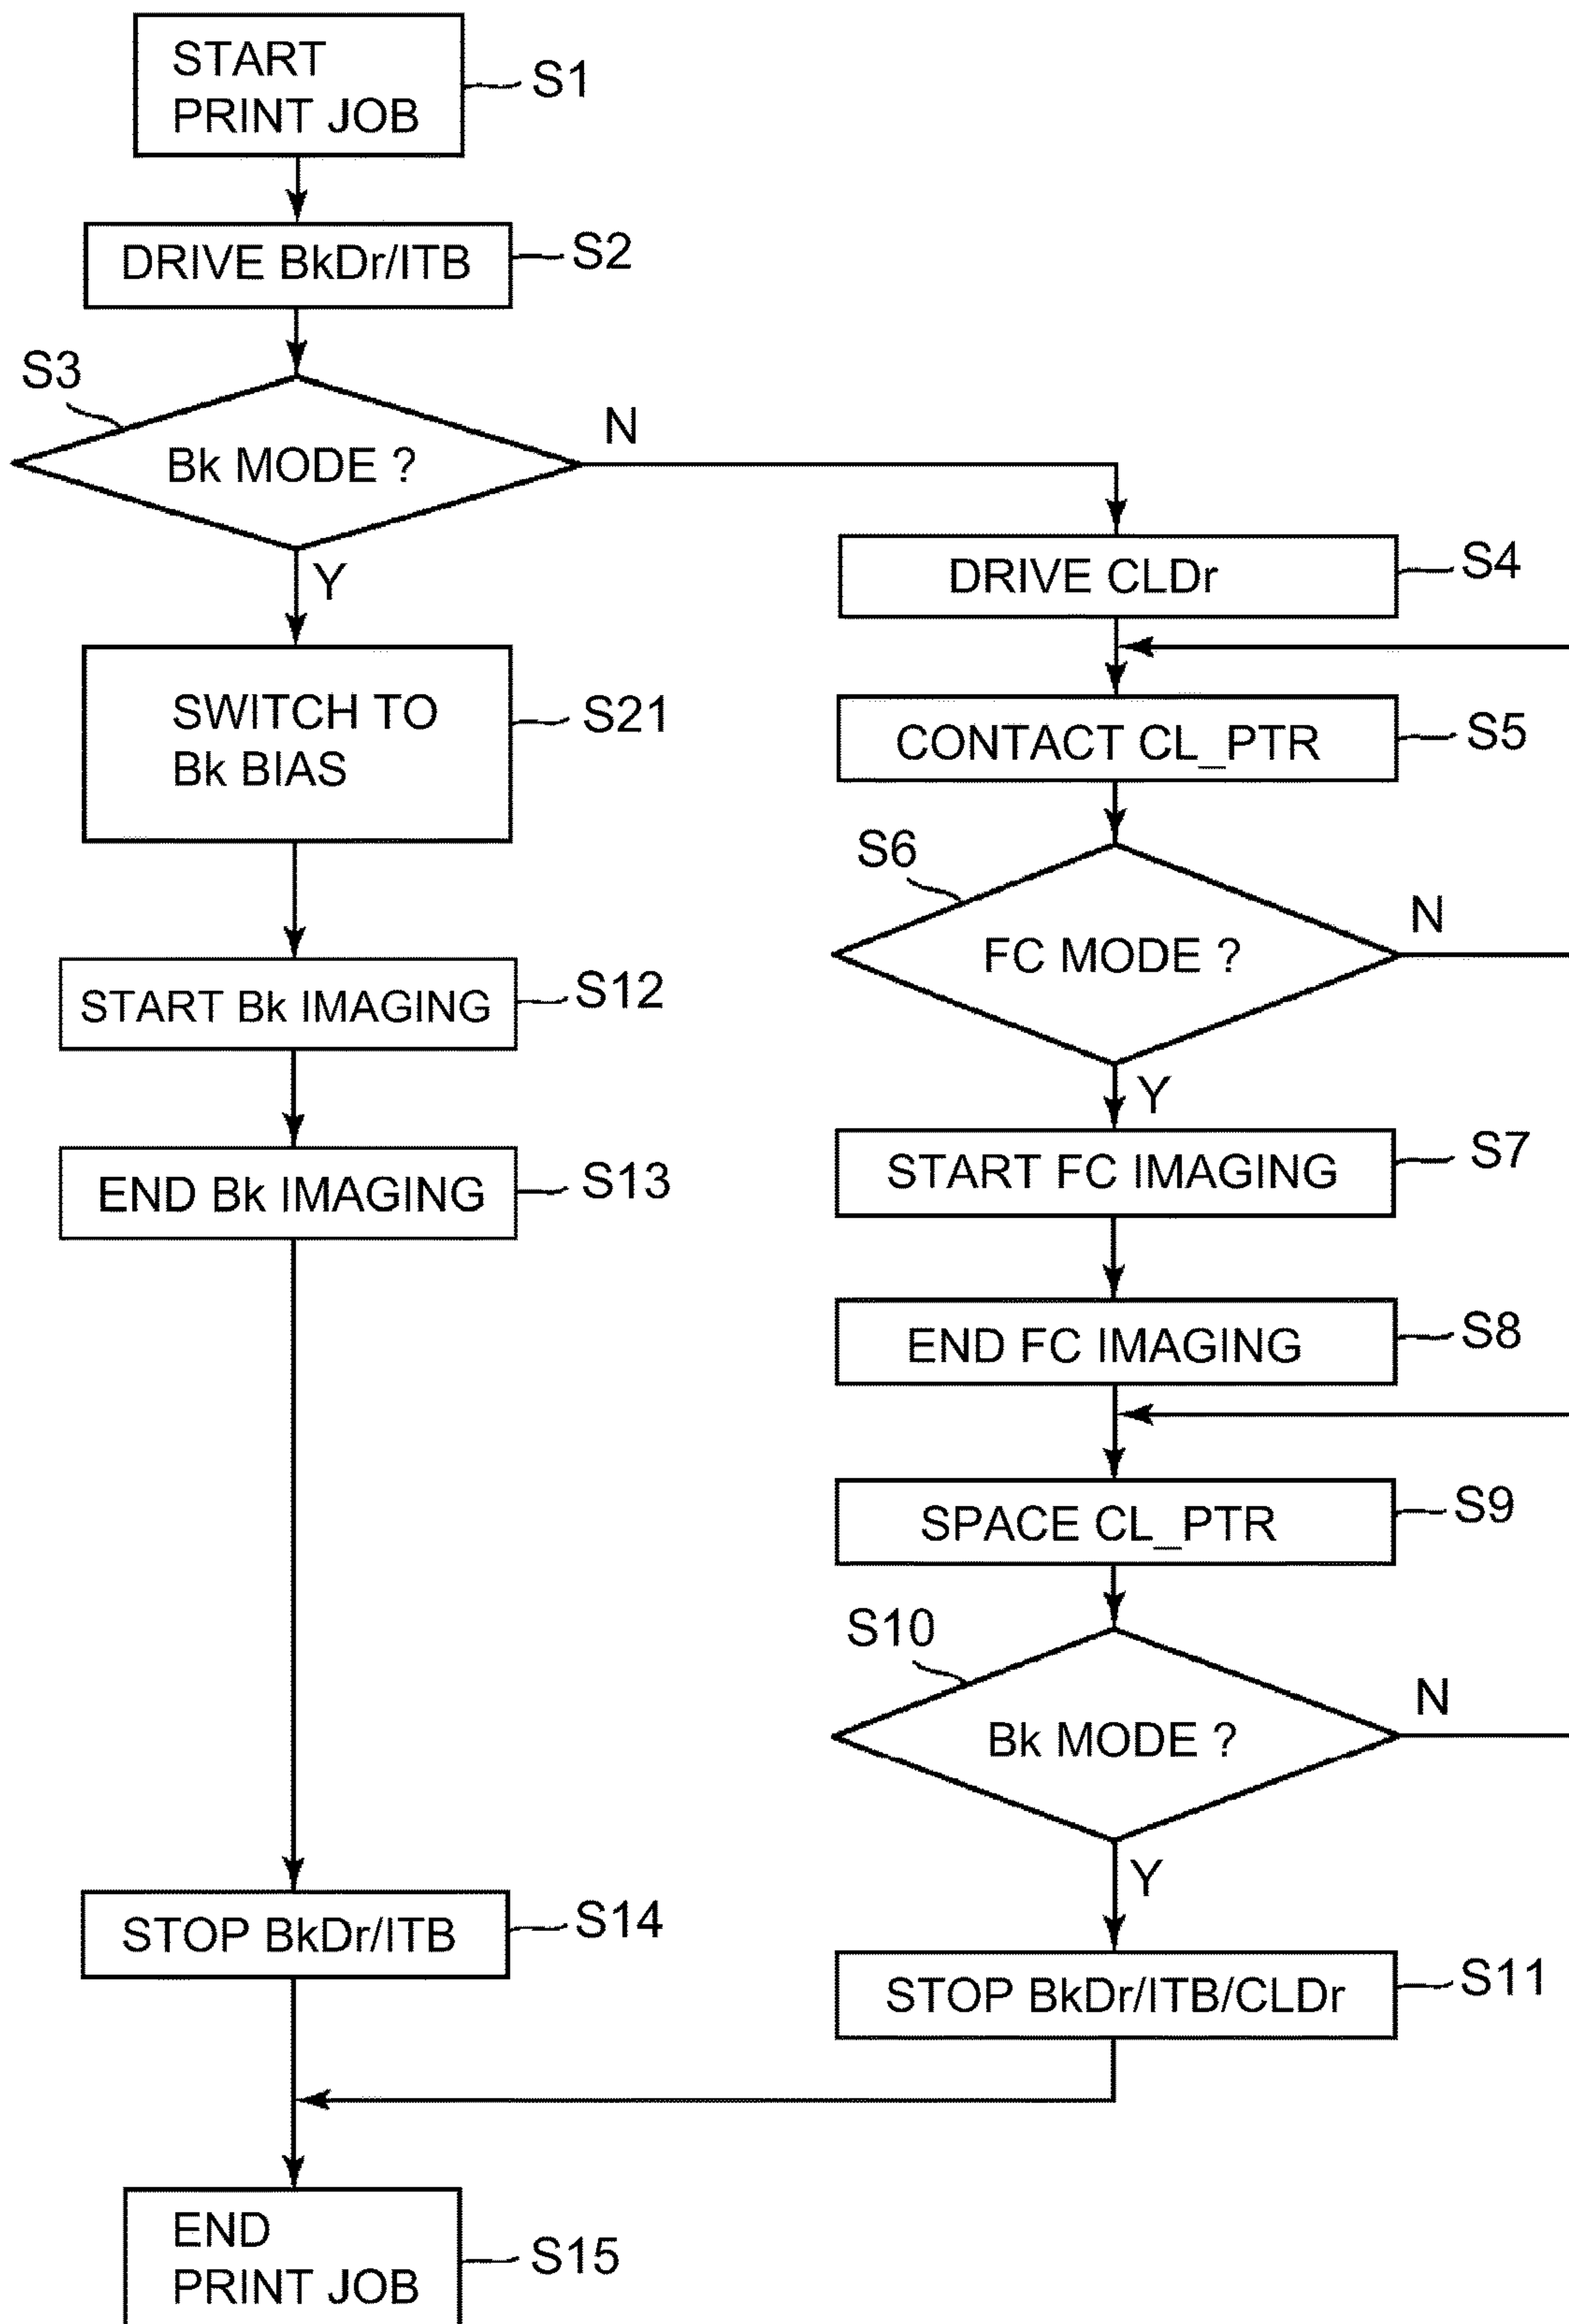 START
PRINT JOB
S1
DRIVE BkDr/ITB
S2
S3
Bk MODE ?
N
Y
SWITCH TO
Bk BIAS
S21
START Bk IMAGING
S12
END Bk IMAGING
S13
STOP BkDr/ITB
S14
END
PRINT JOB
S15
DRIVE CLDr
S4
CONTACT CL_PTR
S5
S6
FC MODE ?
N
Y
START FC IMAGING
S7
END FC IMAGING
S8
SPACE CL_PTR
S9
S10
Bk MODE ?
N
Y
STOP BkDr/ITB/CLDr
S11